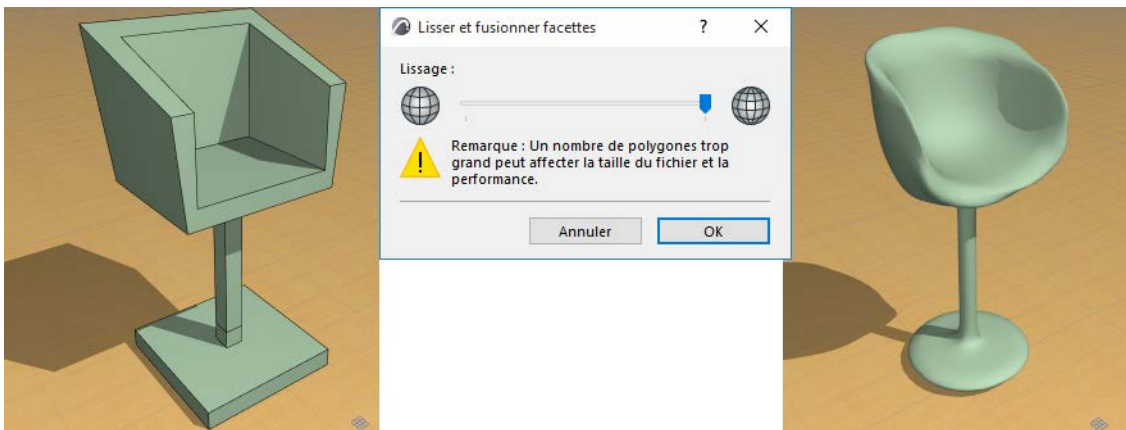 Lisser et fusionner facettes ? X
Lissage :
Remarque : Un nombre de polygones trop
grand peut affecter la taille du fichier et la
performance.
Annuler OK